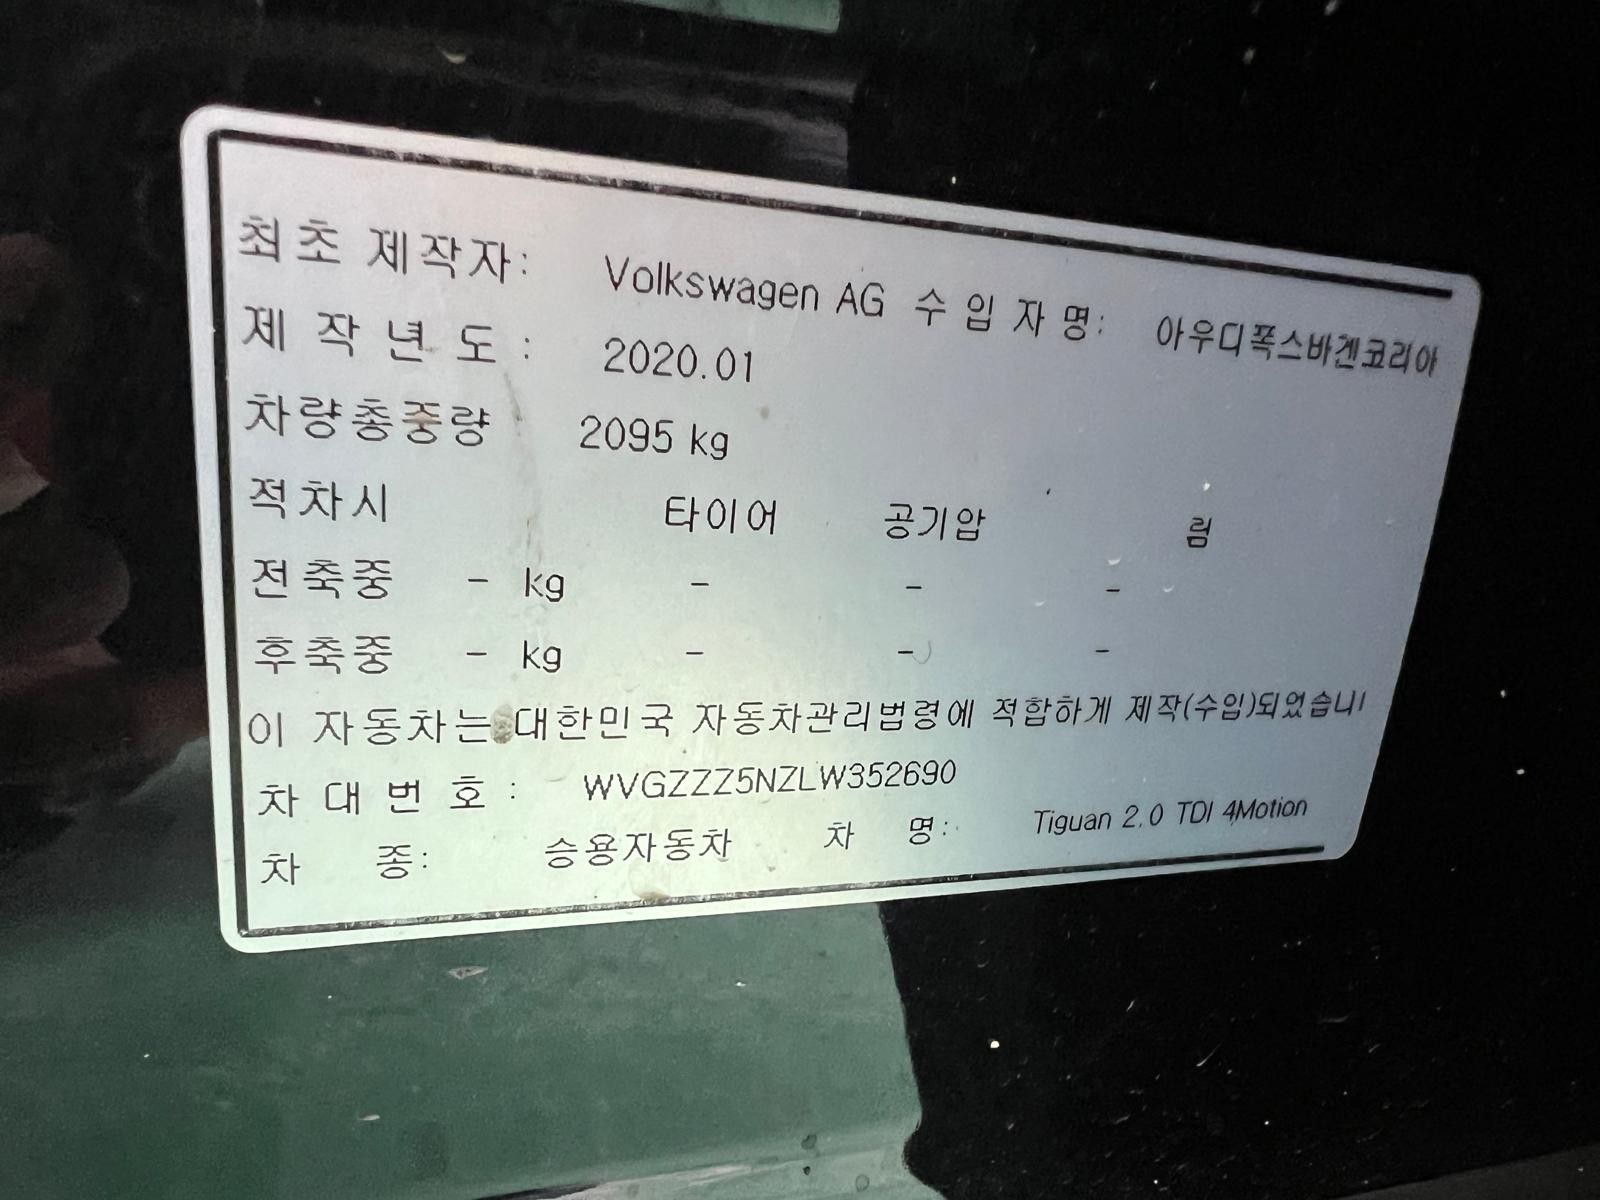 최초 제작자: Volkswagen AG 수 입 자 명: 아우디폭스바겐코리아
제 작 년 도 : 2020.01
차량총중량 2095 kg
적차시 타이어 공기압 림
전축중 - kg - - -
후축중 - kg - - -
이 자동차는 대한민국 자동차관리법령에 적합하게 제작(수입)되었습니
차 대 번 호 : WVGZZZ5NZLW352690
차 종: 승용자동차 차 명: Tiguan 2.0 TDI 4Motion